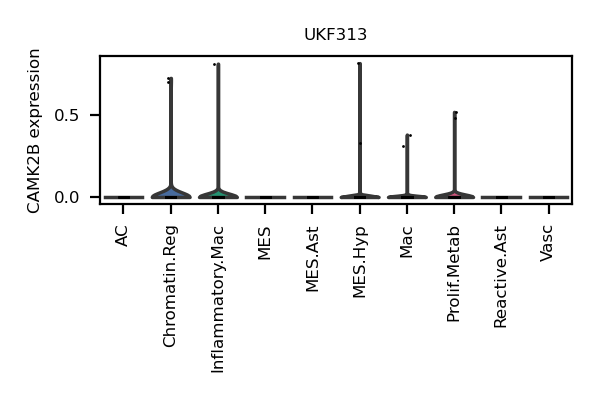 UKF313
CAMK2B expression
0.5
0.0
AC
Chromatin.Reg
Inflammatory.Mac
MES
MES.Ast
MES.Hyp
Mac
Prolif.Metab
Reactive.Ast
Vasc